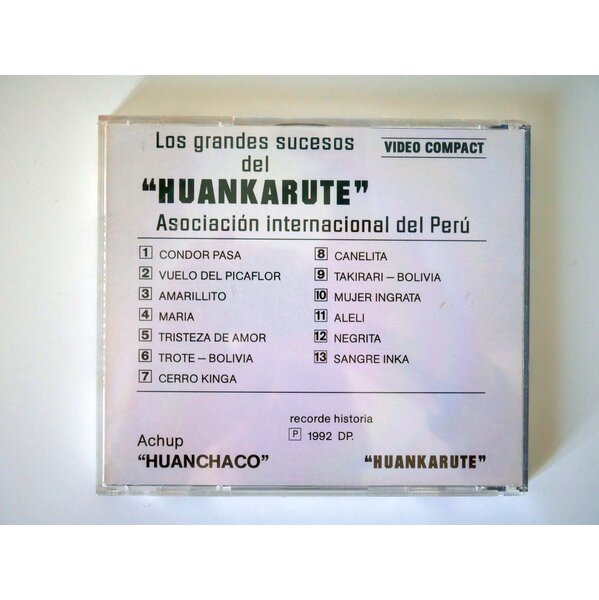 Los grandes sucesos
del
VIDEO COMPACT
"HUANKARUTE"
Asociación internacional del Perú
1 CONDOR PASA
2 VUELO DEL PICAFLOR
3 AMARILLITO
4 MARIA
5 TRISTEZA DE AMOR
6 TROTE – BOLIVIA
7 CERRO KINGA
8 CANELITA
9 TAKIRARI – BOLIVIA
10 MUJER INGRATA
11 ALELI
12 NEGRITA
13 SANGRE INKA
recorde historia
P 1992 DP.
Achup
"HUANCHACO"
"HUANKARUTE"